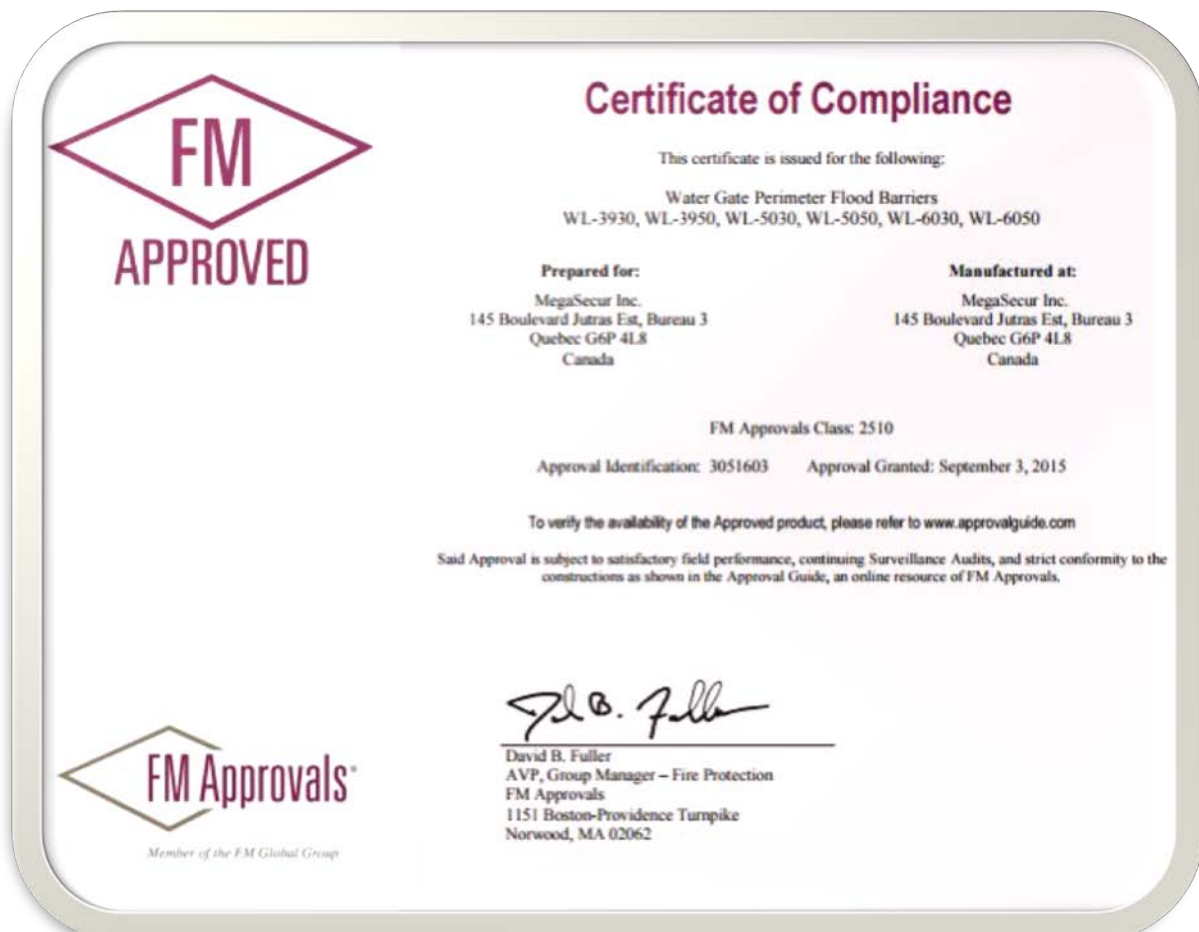 FM
APPROVED
Certificate of Compliance
This certificate is issued for the following:
Water Gate Perimeter Flood Barriers
WL-3930, WL-3950, WL-5030, WL-5050, WL-6030, WL-6050
Prepared for:
MegaSecur Inc.
145 Boulevard Jutras Est, Bureau 3
Quebec G6P 4L8
Canada
Manufactured at:
MegaSecur Inc.
145 Boulevard Jutras Est, Bureau 3
Quebec G6P 4L8
Canada
FM Approvals Class: 2510
Approval Identification: 3051603 Approval Granted: September 3, 2015
To verify the availability of the Approved product, please refer to www.approvalguide.com
Said Approval is subject to satisfactory field performance, continuing Surveillance Audits, and strict conformity to the
constructions as shown in the Approval Guide, an online resource of FM Approvals.
David B. Fuller
AVP, Group Manager – Fire Protection
FM Approvals
1151 Boston-Providence Turnpike
Norwood, MA 02062
FM Approvals®
Member of the FM Global Group